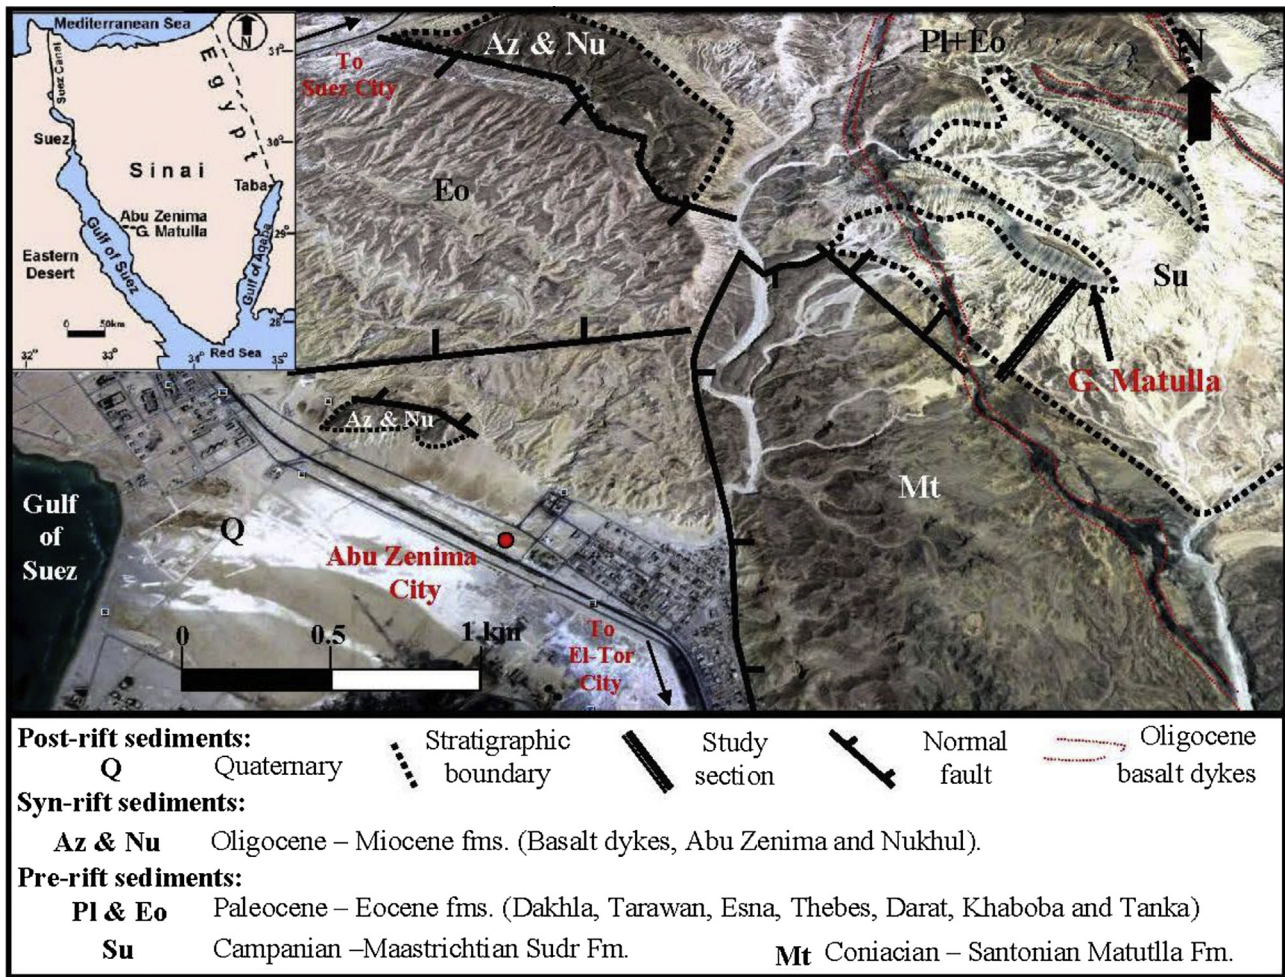 Mediterranean Sea
N
31°
Suez Canal
Egypt
Suez
30°
Sinai
Taba
Abu Zenima
G. Matulla
29°
Eastern
Desert
Gulf of Suez
Gulf of Aqaba
0 50km
28°
Red Sea
32° 33° 34° 35°
To
Suez City
Az & Nu
Pl+Eo
N
Eo
Su
G. Matulla
Az & Nu
Mt
Gulf
of
Suez
Q
Abu Zenima
City
0 0.5 1 km
To
El-Tor
City
Post-rift sediments:
Q Quaternary
Stratigraphic
boundary
Study
section
Normal
fault
Oligocene
basalt dykes
Syn-rift sediments:
Az & Nu Oligocene – Miocene fms. (Basalt dykes, Abu Zenima and Nukhul).
Pre-rift sediments:
Pl & Eo Paleocene – Eocene fms. (Dakhla, Tarawan, Esna, Thebes, Darat, Khaboba and Tanka)
Su Campanian –Maastrichtian Sudr Fm.
Mt Coniacian – Santonian Matutlla Fm.